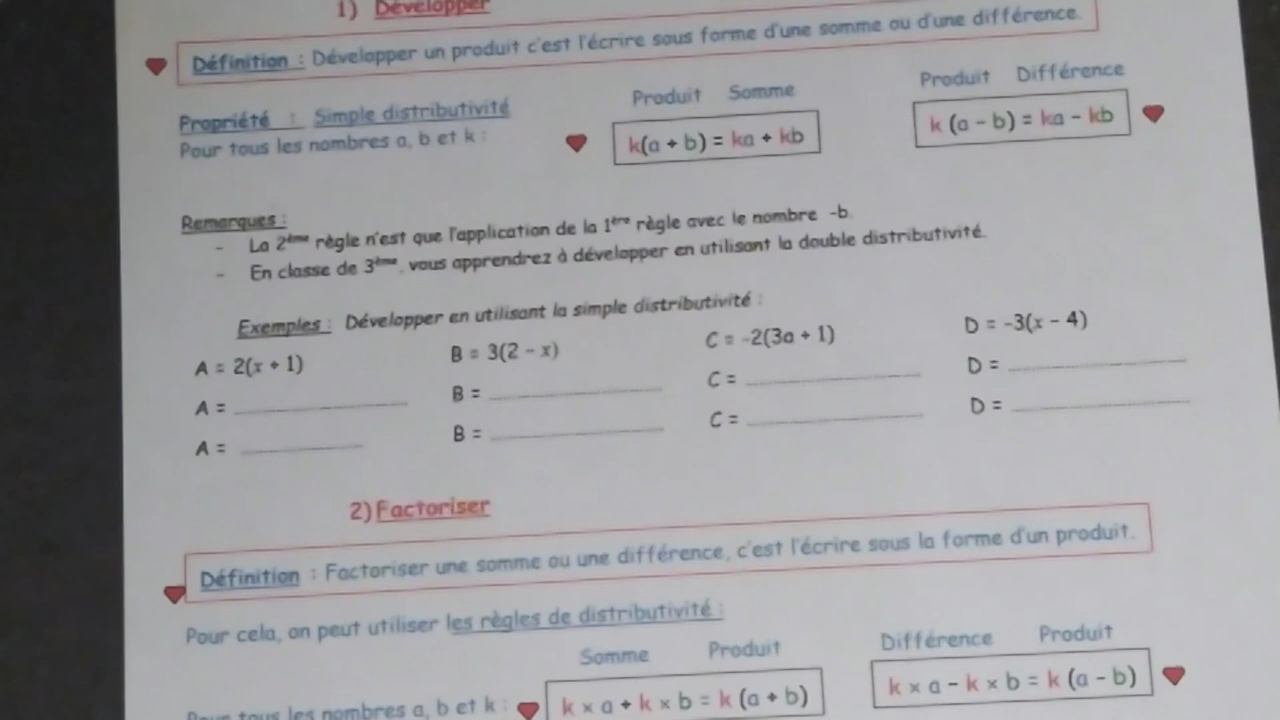 1) Développer
Définition : Développer un produit c'est l'écrire sous forme d'une somme ou d'une différence.
Produit Somme Produit Différence
Propriété : Simple distributivité
Pour tous les nombres a, b et k :
k(a + b) = ka + kb k (a - b) = ka - kb
Remarques :
- La 2ème règle n'est que l'application de la 1ère règle avec le nombre -b.
- En classe de 3ème, vous apprendrez à développer en utilisant la double distributivité.
Exemples : Développer en utilisant la simple distributivité :
A = 2(x + 1) B = 3(2 - x) C = -2(3a + 1) D = -3(x - 4)
A = B = C = D =
A = B = C = D =
2) Factoriser
Définition : Factoriser une somme ou une différence, c'est l'écrire sous la forme d'un produit.
Pour cela, on peut utiliser les règles de distributivité :
Somme Produit Différence Produit
Pour tous les nombres a, b et k : k x a + k x b = k (a + b) k x a - k x b = k (a - b)